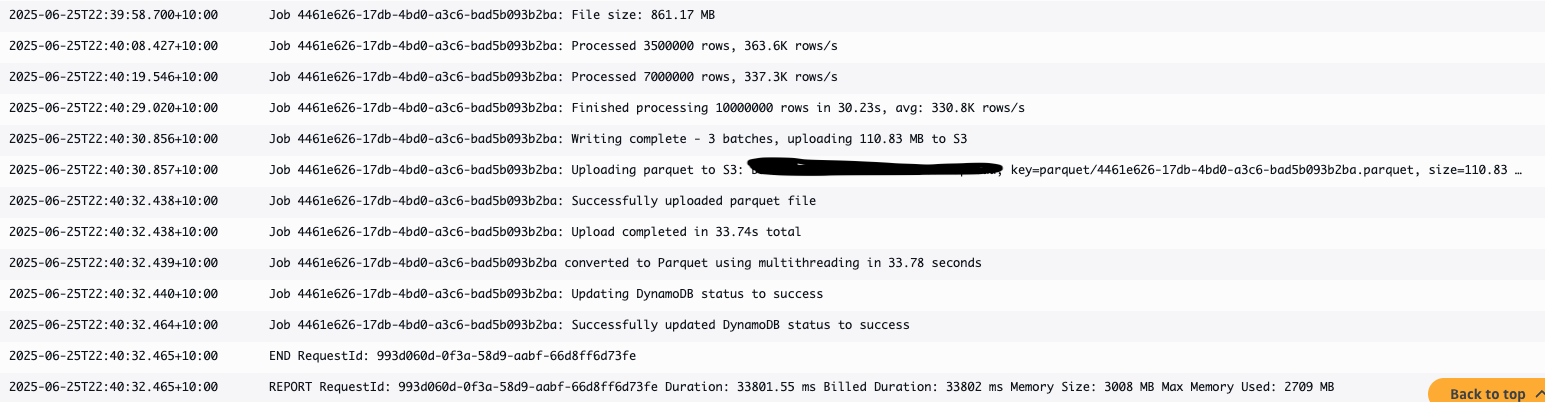 2025-06-25T22:39:58.700+10:00 Job 4461e626-17db-4bd0-a3c6-bad5b093b2ba: File size: 861.17 MB
2025-06-25T22:40:08.427+10:00 Job 4461e626-17db-4bd0-a3c6-bad5b093b2ba: Processed 3500000 rows, 363.6K rows/s
2025-06-25T22:40:19.546+10:00 Job 4461e626-17db-4bd0-a3c6-bad5b093b2ba: Processed 7000000 rows, 337.3K rows/s
2025-06-25T22:40:29.020+10:00 Job 4461e626-17db-4bd0-a3c6-bad5b093b2ba: Finished processing 10000000 rows in 30.23s, avg: 330.8K rows/s
2025-06-25T22:40:30.856+10:00 Job 4461e626-17db-4bd0-a3c6-bad5b093b2ba: Writing complete - 3 batches, uploading 110.83 MB to S3
2025-06-25T22:40:30.857+10:00 Job 4461e626-17db-4bd0-a3c6-bad5b093b2ba: Uploading parquet to S3: , key=parquet/4461e626-17db-4bd0-a3c6-bad5b093b2ba.parquet, size=110.83 …
2025-06-25T22:40:32.438+10:00 Job 4461e626-17db-4bd0-a3c6-bad5b093b2ba: Successfully uploaded parquet file
2025-06-25T22:40:32.438+10:00 Job 4461e626-17db-4bd0-a3c6-bad5b093b2ba: Upload completed in 33.74s total
2025-06-25T22:40:32.439+10:00 Job 4461e626-17db-4bd0-a3c6-bad5b093b2ba converted to Parquet using multithreading in 33.78 seconds
2025-06-25T22:40:32.440+10:00 Job 4461e626-17db-4bd0-a3c6-bad5b093b2ba: Updating DynamoDB status to success
2025-06-25T22:40:32.464+10:00 Job 4461e626-17db-4bd0-a3c6-bad5b093b2ba: Successfully updated DynamoDB status to success
2025-06-25T22:40:32.465+10:00 END RequestId: 993d060d-0f3a-58d9-aabf-66d8ff6d73fe
2025-06-25T22:40:32.465+10:00 REPORT RequestId: 993d060d-0f3a-58d9-aabf-66d8ff6d73fe Duration: 33801.55 ms Billed Duration: 33802 ms Memory Size: 3008 MB Max Memory Used: 2709 MB
Back to top